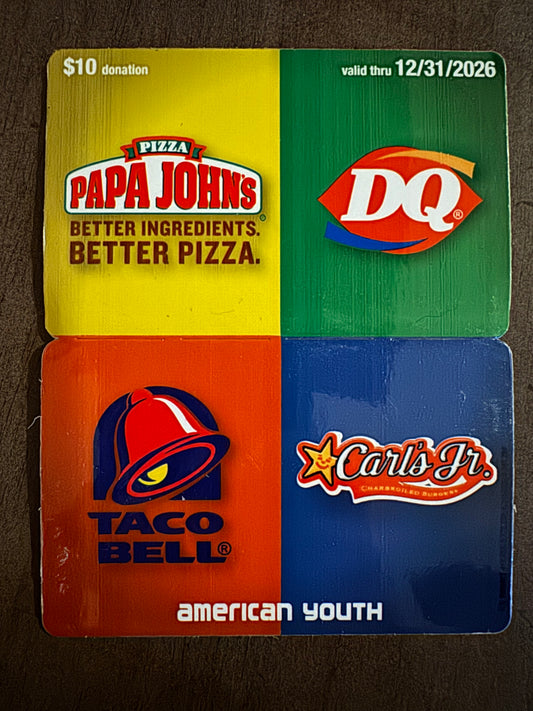 $10 donation
valid thru 12/31/2026
PIZZA
PAPA JOHN'S
®
BETTER INGREDIENTS.
BETTER PIZZA.
DQ®
TACO
BELL®
Carl's Jr.
CHARBROILED BURGERS
american youth